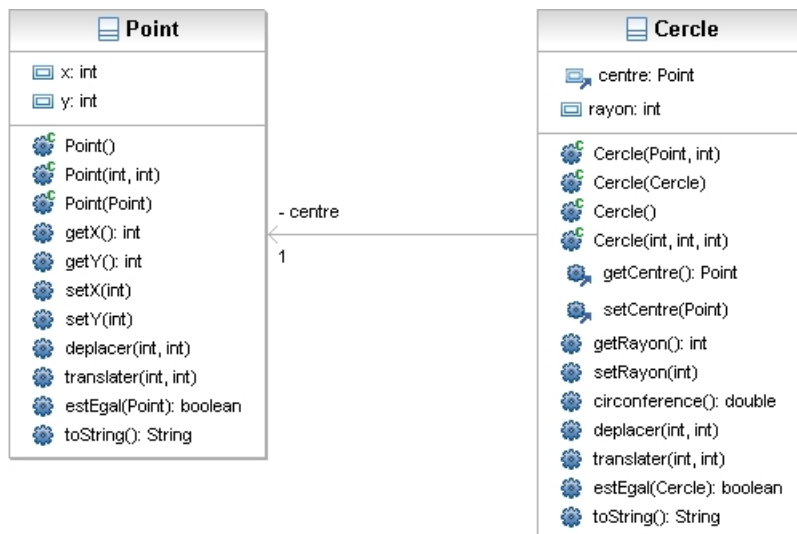 Point
x: int
y: int
Point()
Point(int, int)
Point(Point)
getX(): int
getY(): int
setX(int)
setY(int)
deplacer(int, int)
translater(int, int)
estEgal(Point): boolean
toString(): String
- centre
1
Cercle
centre: Point
rayon: int
Cercle(Point, int)
Cercle(Cercle)
Cercle()
Cercle(int, int, int)
getCentre(): Point
setCentre(Point)
getRayon(): int
setRayon(int)
circonference(): double
deplacer(int, int)
translater(int, int)
estEgal(Cercle): boolean
toString(): String